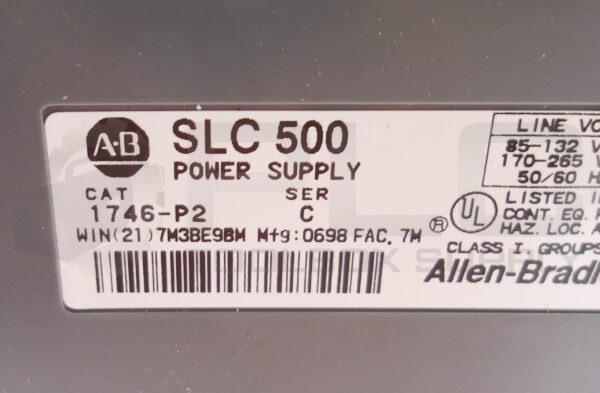 A·B
SLC 500
POWER SUPPLY
CAT SER
1746-P2 C
WIN(21)7M3BE9BM Mfg:0698 FAC. 7M
LINE VO
85-132 V
170-265 V
50/60 H
® UL LISTED I
CONT. EQ. F
HAZ. LOC. A
CLASS I, GROUPS
Allen-Bradl